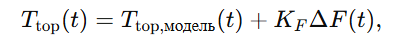 T_top(t) = T_top,модель(t) + K_F ΔF(t),